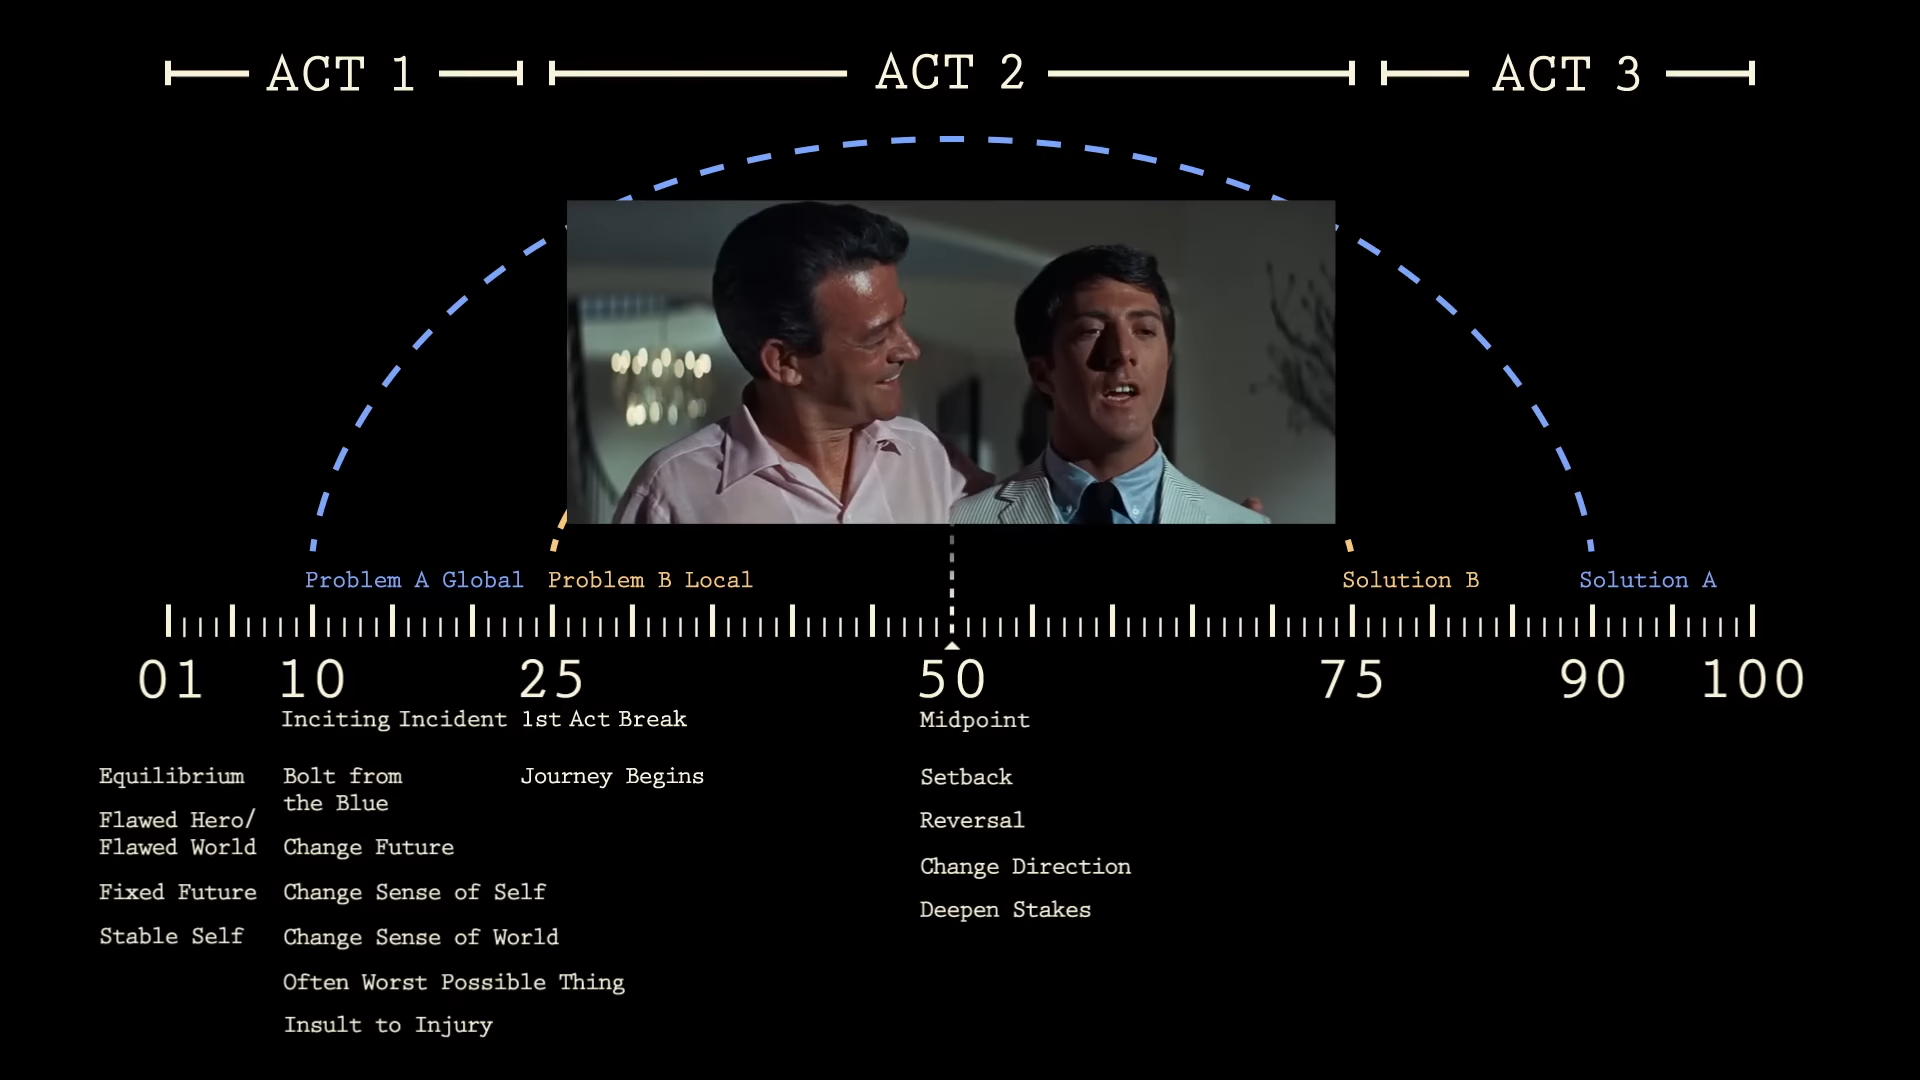 ACT 1
ACT 2
ACT 3
Problem A Global
Problem B Local
Solution B
Solution A
01
10
25
50
75
90
100
Inciting Incident
1st Act Break
Midpoint
Equilibrium
Flawed Hero/
Flawed World
Fixed Future
Stable Self
Bolt from
the Blue
Change Future
Change Sense of Self
Change Sense of World
Often Worst Possible Thing
Insult to Injury
Journey Begins
Setback
Reversal
Change Direction
Deepen Stakes